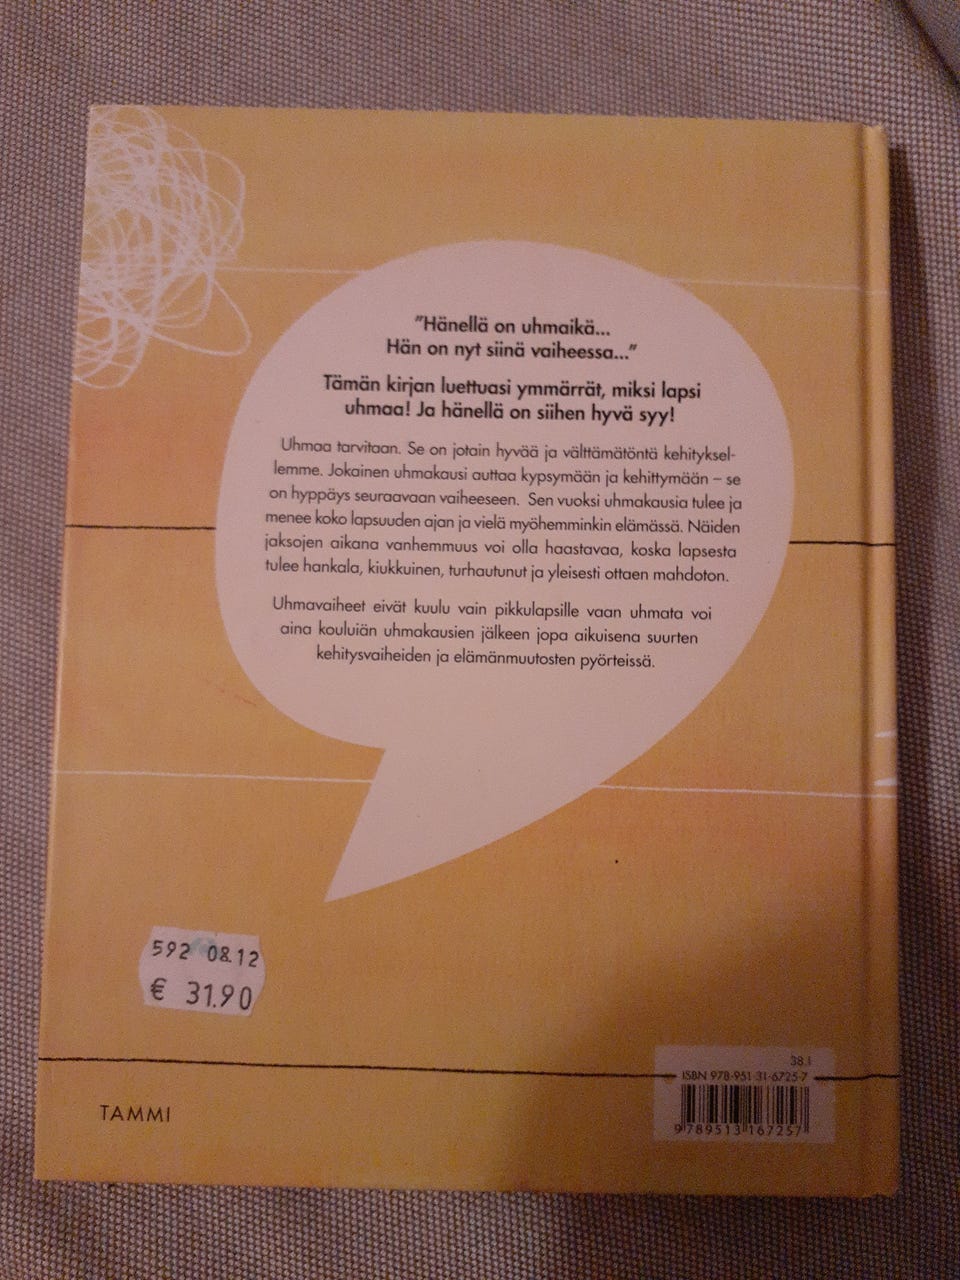 "Hänellä on uhmaikä...
Hän on nyt siinä vaiheessa..."
Tämän kirjan luettuasi ymmärrät, miksi lapsi
uhmaa! Ja hänellä on siihen hyvä syy!
Uhmaa tarvitaan. Se on jotain hyvää ja välttämätöntä kehityksel-
lemme. Jokainen uhmakausi auttaa kypsymään ja kehittymään – se
on hyppäys seuraavaan vaiheeseen. Sen vuoksi uhmakausia tulee ja
menee koko lapsuuden ajan ja vielä myöhemminkin elämässä. Näiden
jaksojen aikana vanhemmuus voi olla haastavaa, koska lapsesta
tulee hankala, kiukkuinen, turhautunut ja yleisesti ottaen mahdoton.
Uhmavaiheet eivät kuulu vain pikkulapsille vaan uhmata voi
aina kouluiän uhmakausien jälkeen jopa aikuisena suurten
kehitysvaiheiden ja elämänmuutosten pyörteissä.
592 08.12
€ 31.90
38.1
ISBN 978-951-31-6725-7
9 789513 167257
TAMMI